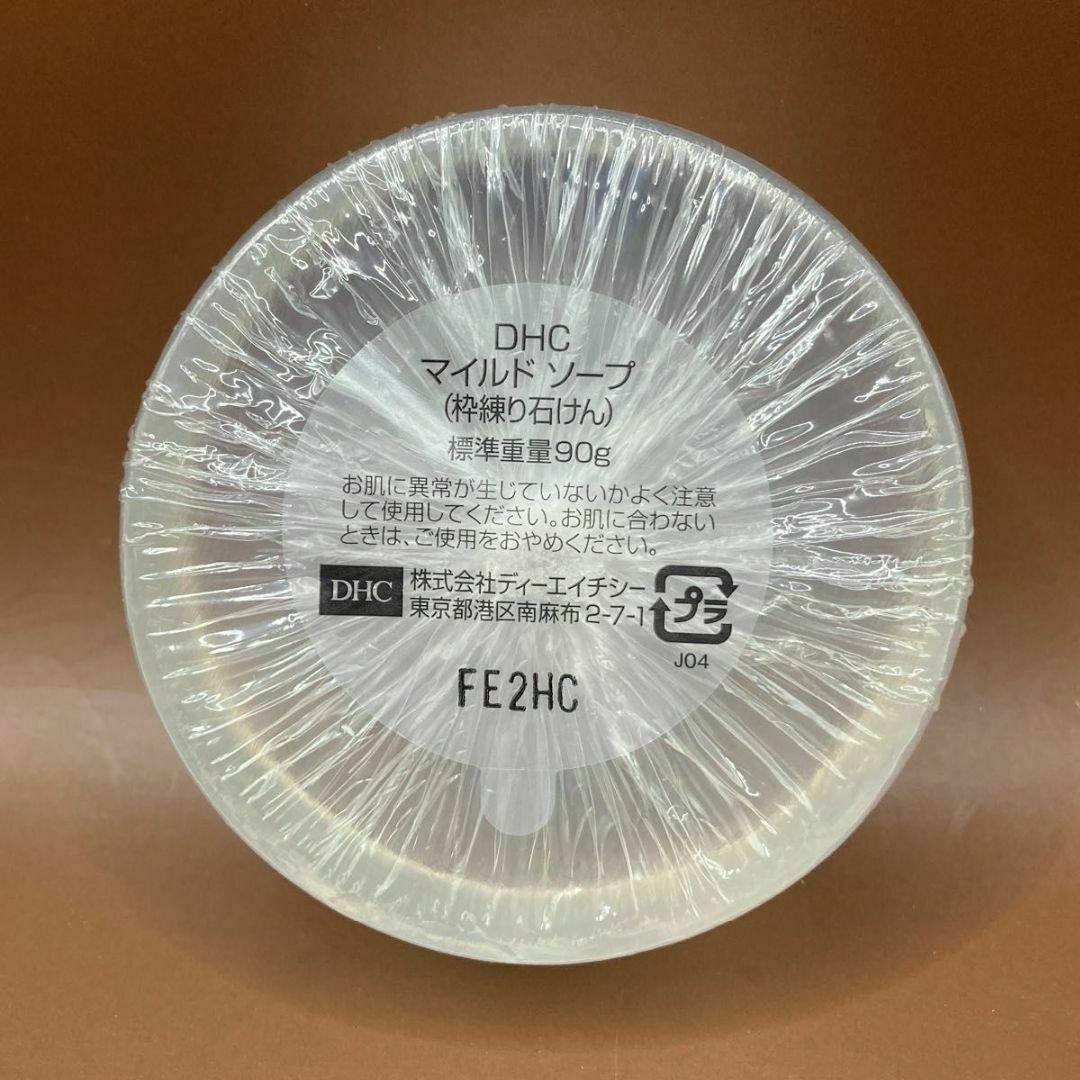 DHC
マイルド ソープ
(枠練り石けん)
標準重量90g
お肌に異常が生じていないかよく注意
して使用してください。お肌に合わない
ときは、ご使用をおやめください。
DHC 株式会社ディーエイチシー
東京都港区南麻布2-7-1
プラ
J04
FE2HC